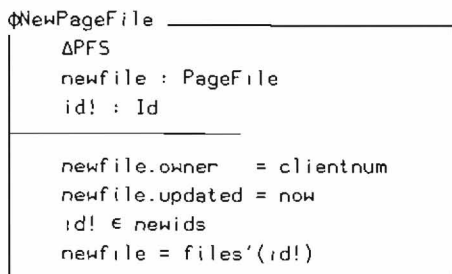 ΦNewPageFile
ΔPFS
newfile : PageFile
id! : Id
newfile.owner = clientnum
newfile.updated = now
id! ∈ newids
newfile = files'(id!)